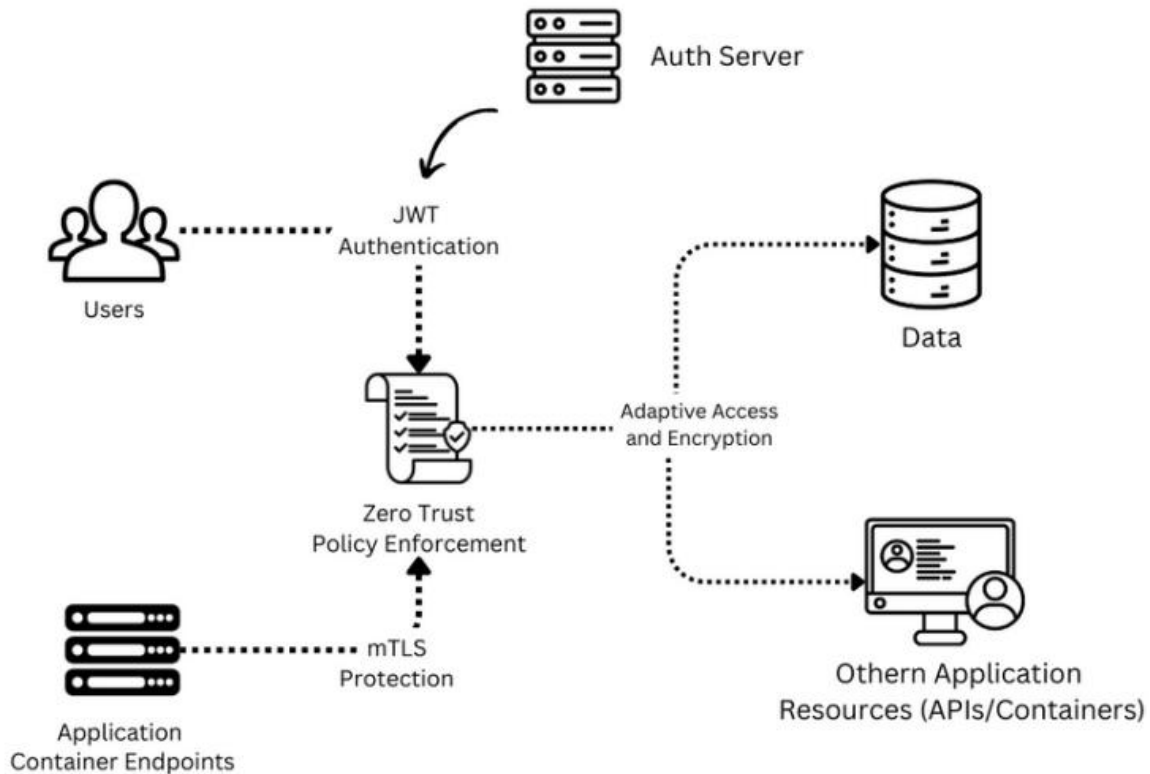 Auth Server
JWT
Authentication
Users
Data
Adaptive Access
and Encryption
Zero Trust
Policy Enforcement
mTLS
Protection
Othern Application
Resources (APIs/Containers)
Application
Container Endpoints